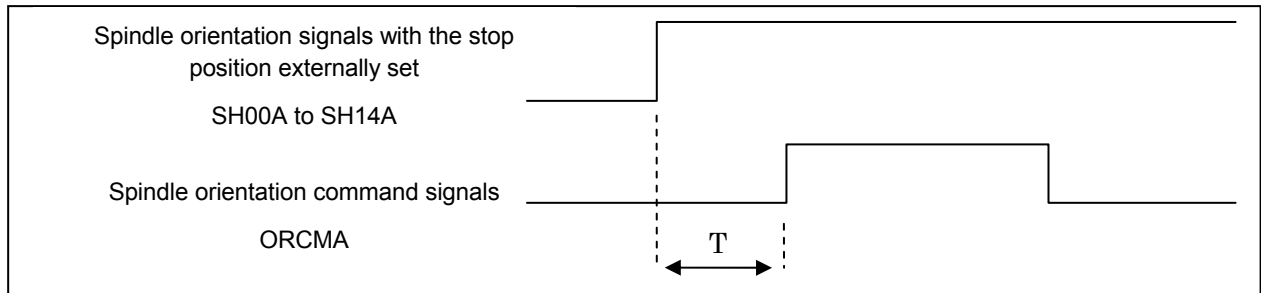 Spindle orientation signals with the stop
position externally set
SH00A to SH14A
Spindle orientation command signals
ORCMA
T